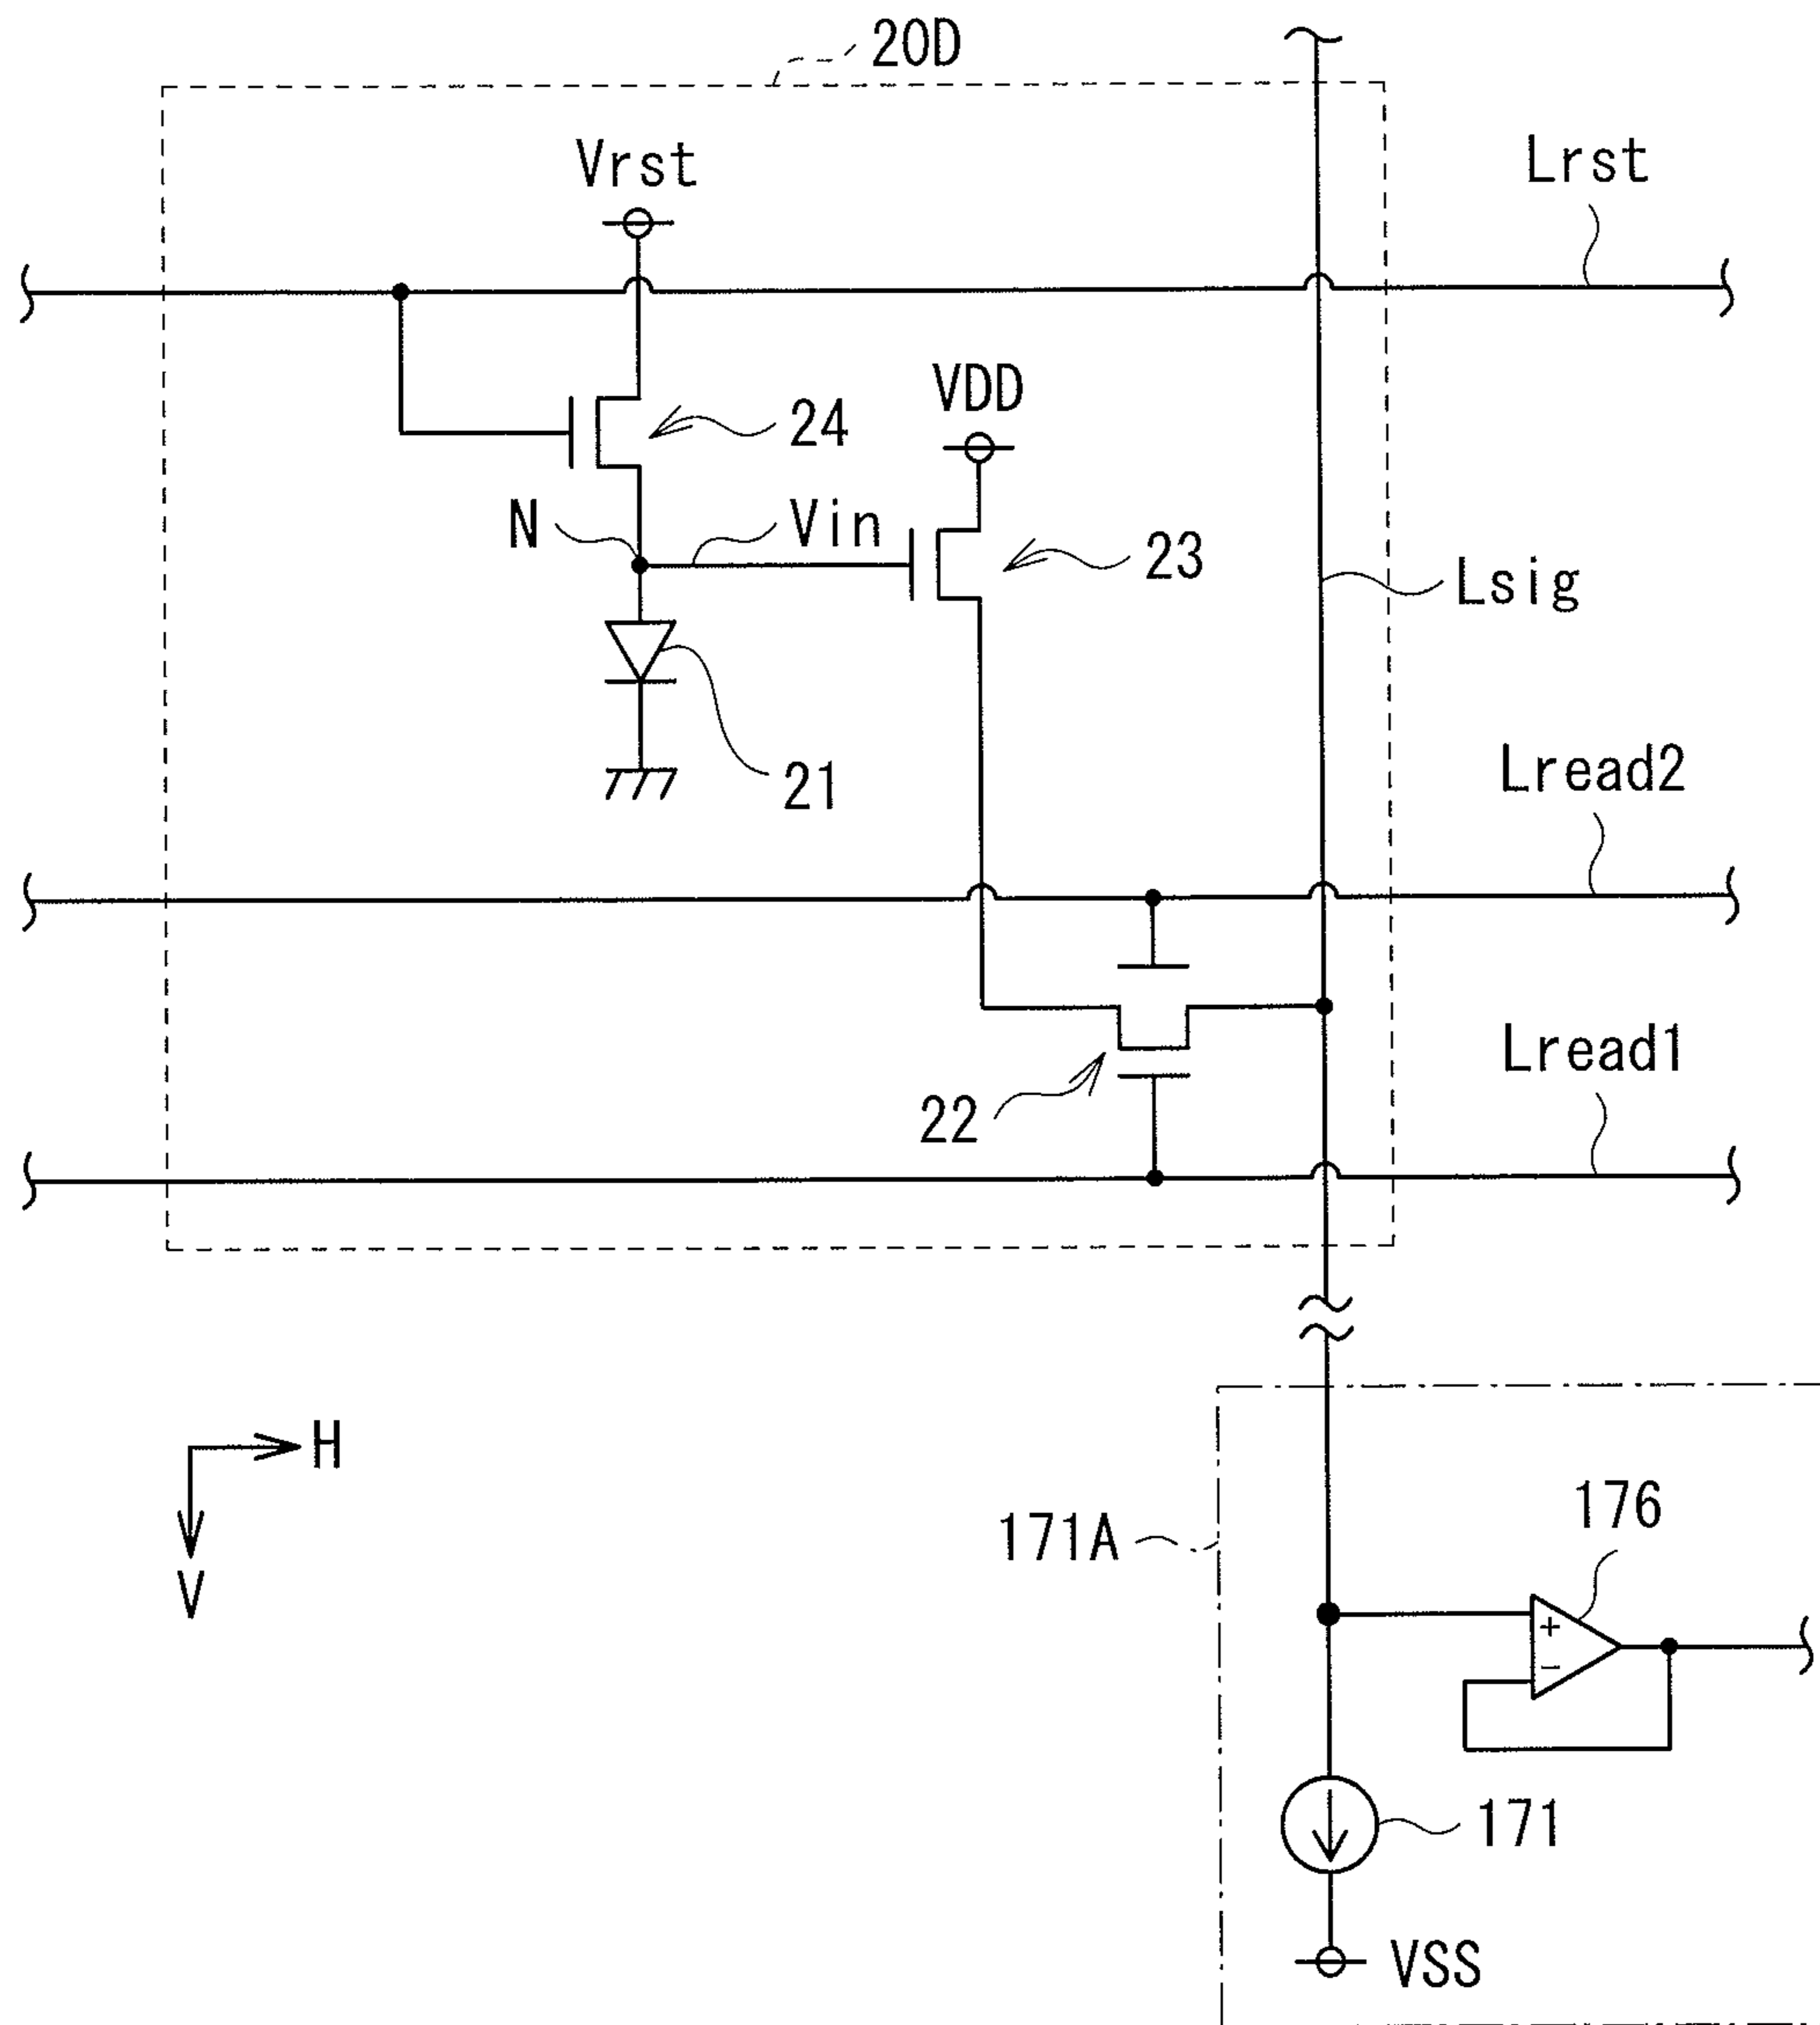 20D
Vrst
Lrst
VDD
24
N
Vin
23
Lsig
21
Lread2
Lread1
22
H
V
171A
176
+
−
171
VSS